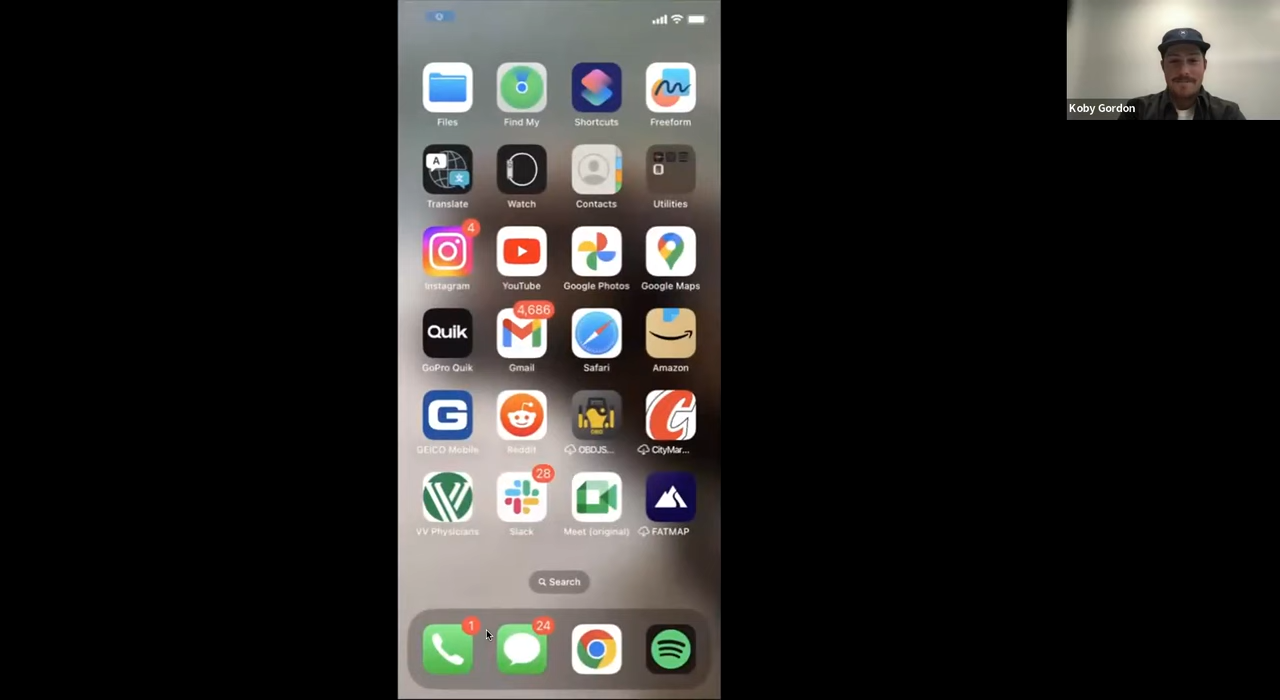 Koby Gordon
Files
Find My
Shortcuts
Freeform
A
Translate
Watch
Contacts
Utilities
4
Instagram
YouTube
Google Photos
Google Maps
Quik
GoPro Quik
4,686
Gmail
Safari
Amazon
G
GEICO Mobile
Reddit
OBD
OBDJS...
C
CityMar...
VV Physicians
28
Slack
Meet (original)
FATMAP
Search
1
24